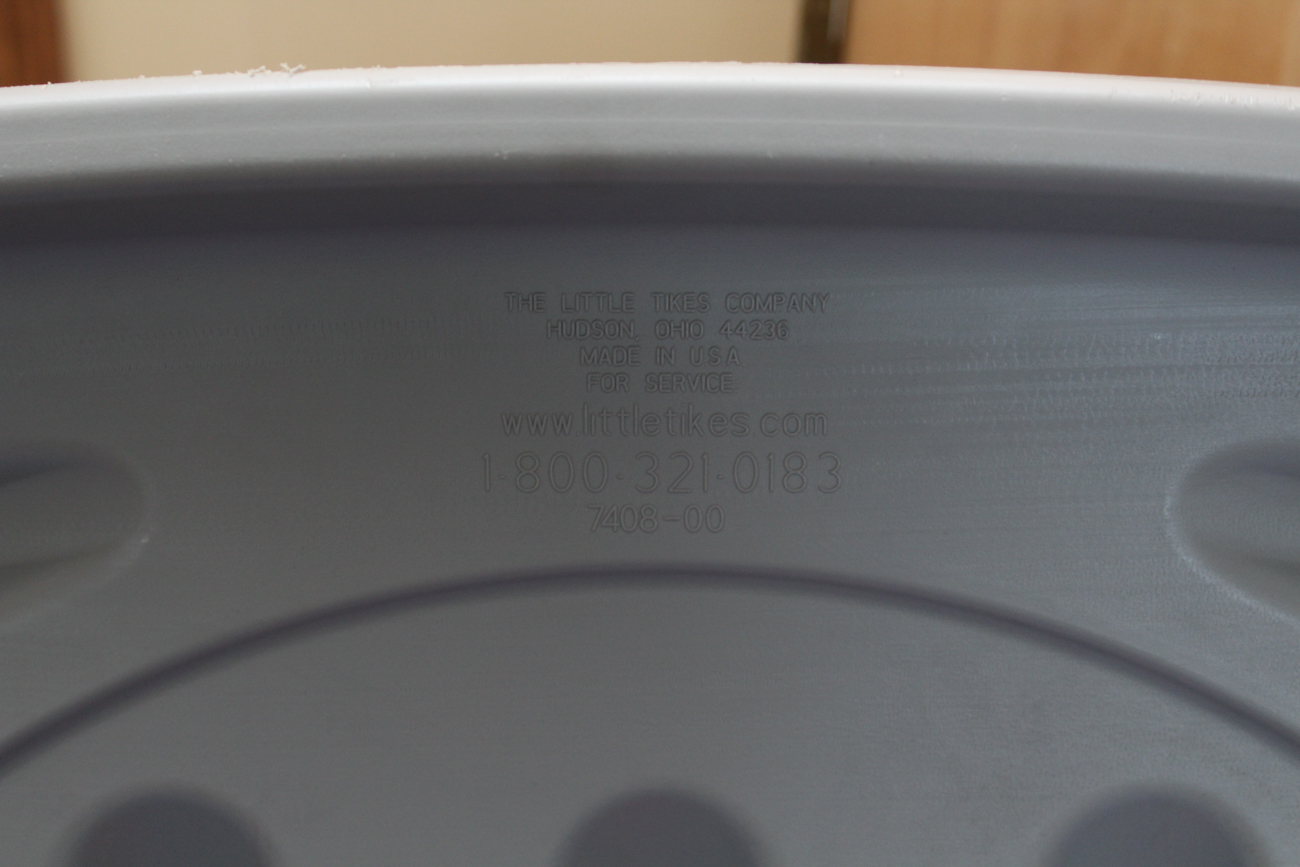 THE LITTLE TIKES COMPANY
HUDSON, OHIO 44236
MADE IN USA
FOR SERVICE:
www.littletikes.com
1-800-321-0183
7408-00